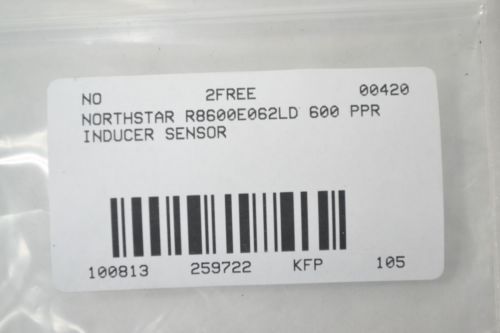 NO 2FREE 00420
NORTHSTAR R8600E062LD 600 PPR
INDUCER SENSOR
100813 259722 KFP 105